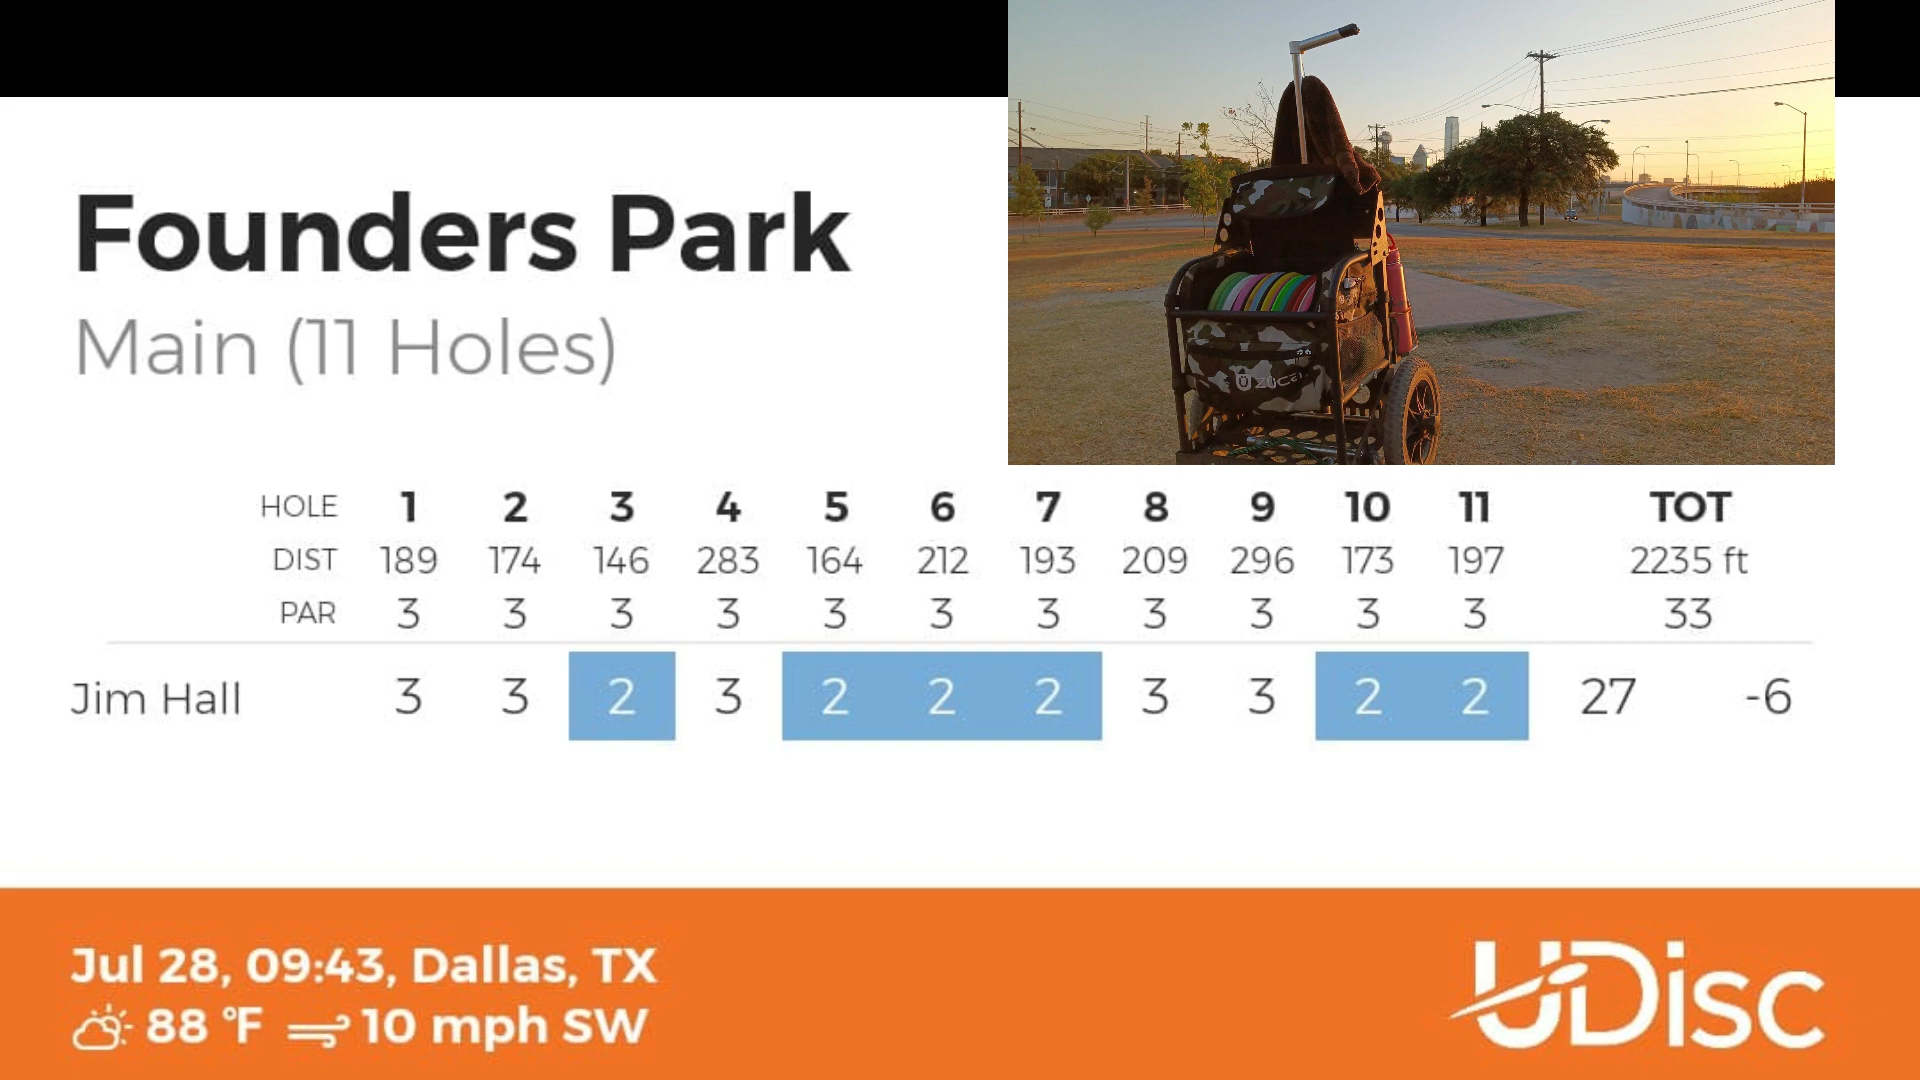 Founders Park
Main (11 Holes)
ZÜCA
HOLE 1 2 3 4 5 6 7 8 9 10 11 TOT
DIST 189 174 146 283 164 212 193 209 296 173 197 2235 ft
PAR 3 3 3 3 3 3 3 3 3 3 3 33
Jim Hall 3 3 2 3 2 2 2 3 3 2 2 27 -6
Jul 28, 09:43, Dallas, TX
88 °F 10 mph SW
UDisc